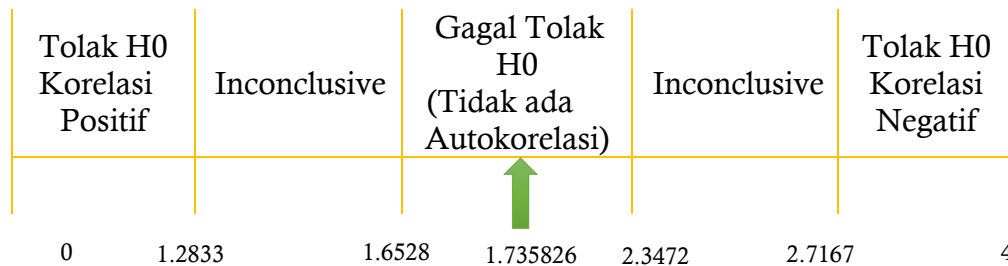 Tolak H0
Korelasi
Positif
Inconclusive
Gagal Tolak
H0
(Tidak ada
Autokorelasi)
Inconclusive
Tolak H0
Korelasi
Negatif
0 1.2833 1.6528 1.735826 2.3472 2.7167 4